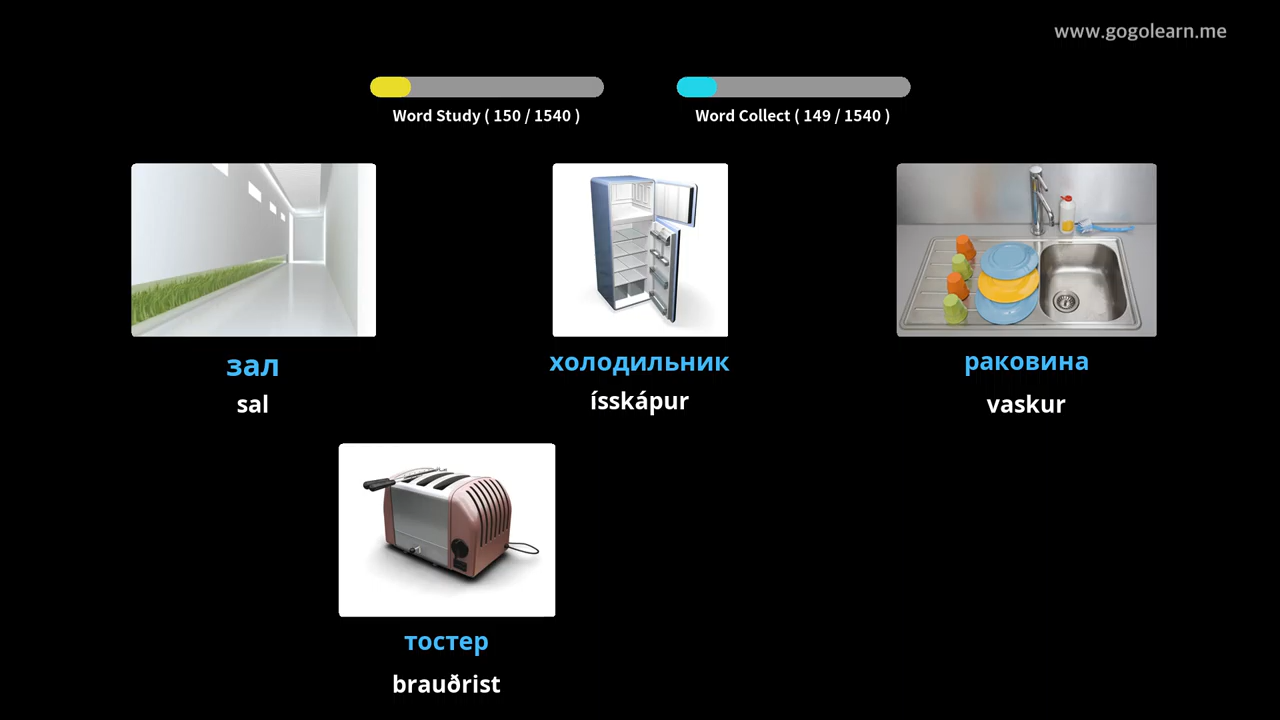 www.gogolearn.me
Word Study ( 150 / 1540 )
Word Collect ( 149 / 1540 )
зал
sal
холодильник
ísskápur
раковина
vaskur
тостер
brauðrist